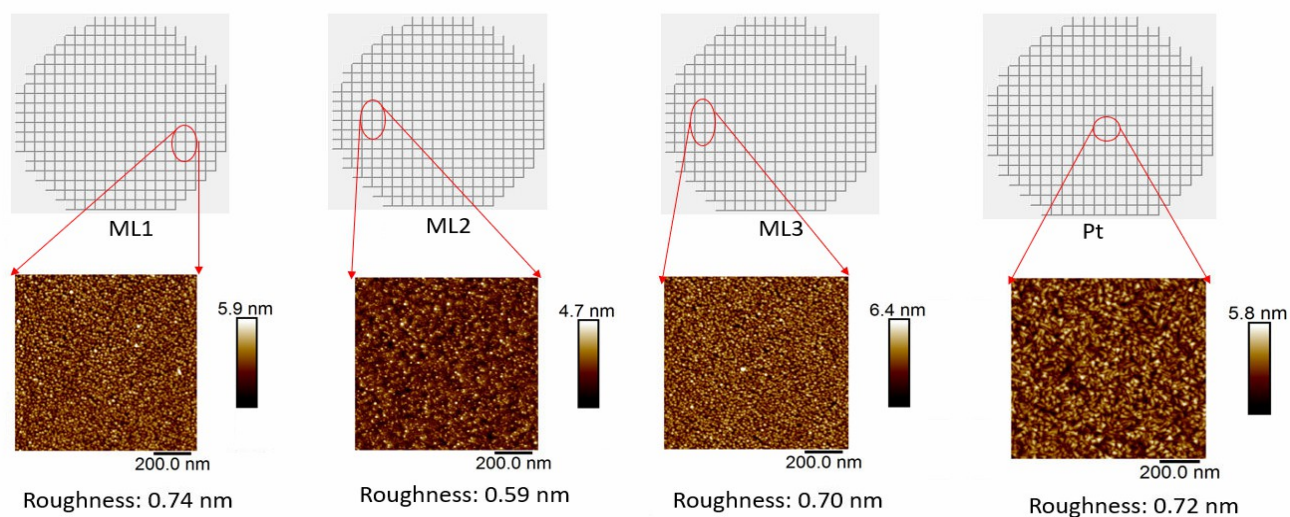 ML1
ML2
ML3
Pt
5.9 nm
4.7 nm
6.4 nm
5.8 nm
200.0 nm
200.0 nm
200.0 nm
200.0 nm
Roughness: 0.74 nm
Roughness: 0.59 nm
Roughness: 0.70 nm
Roughness: 0.72 nm